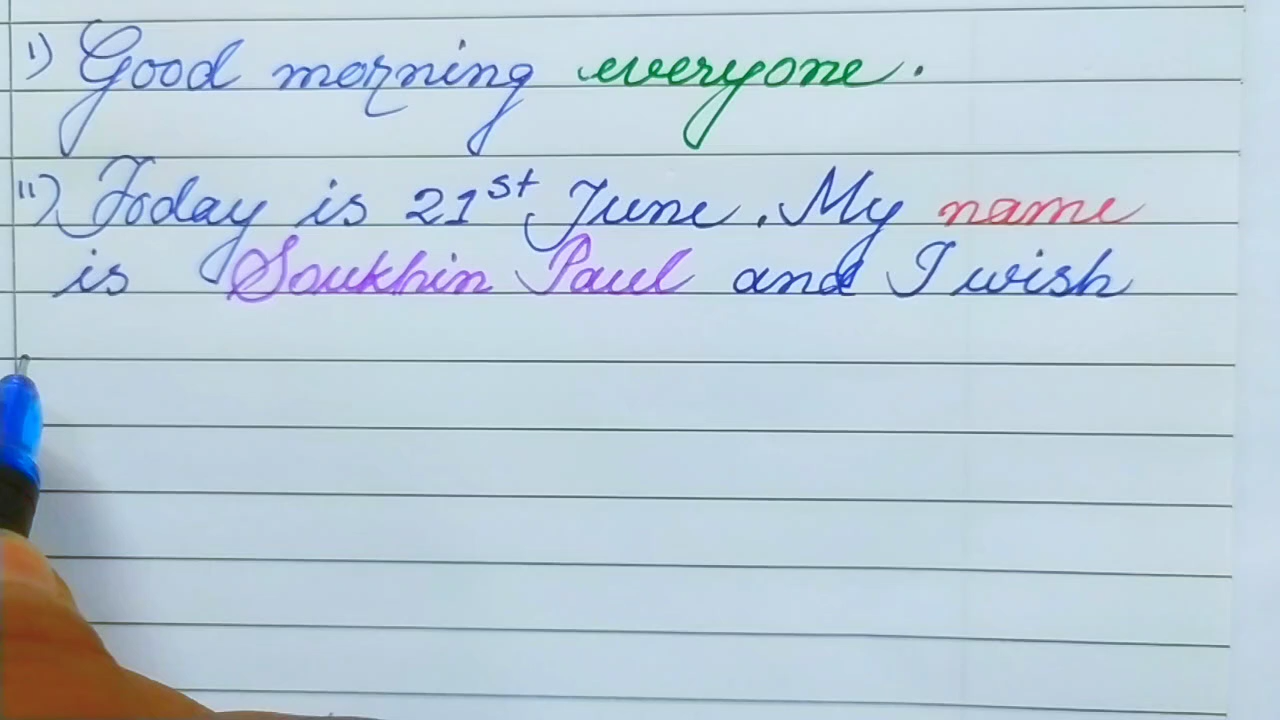 i) Good morning everyone.
ii) Today is 21st June. My name
is Soukhin Paul and I wish